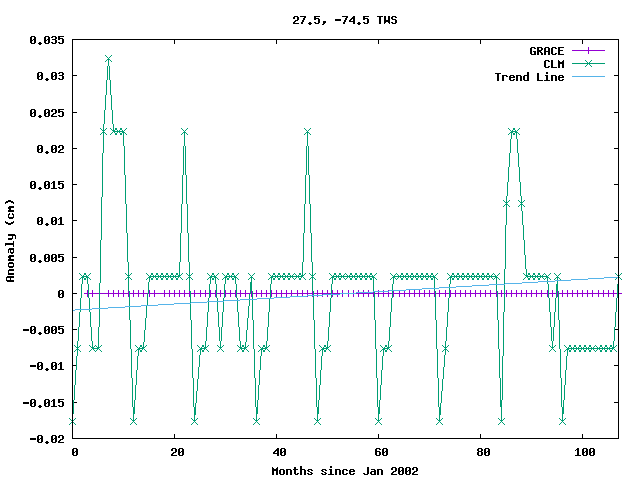 27.5, -74.5 TWS
0.035
0.03
0.025
0.02
0.015
0.01
0.005
0
-0.005
-0.01
-0.015
-0.02
Anomaly (cm)
GRACE
CLM
Trend Line
0 20 40 60 80 100
Months since Jan 2002